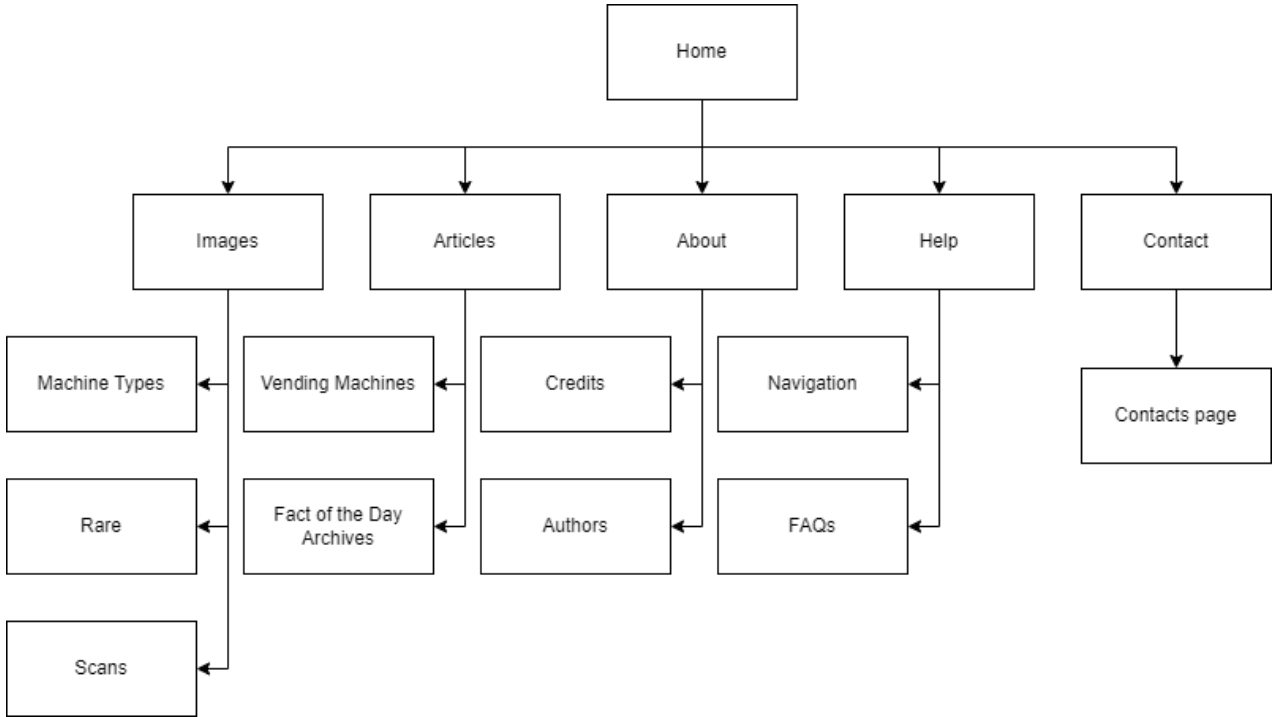 Home
Images
Articles
About
Help
Contact
Machine Types
Vending Machines
Credits
Navigation
Contacts page
Rare
Fact of the Day
Archives
Authors
FAQs
Scans